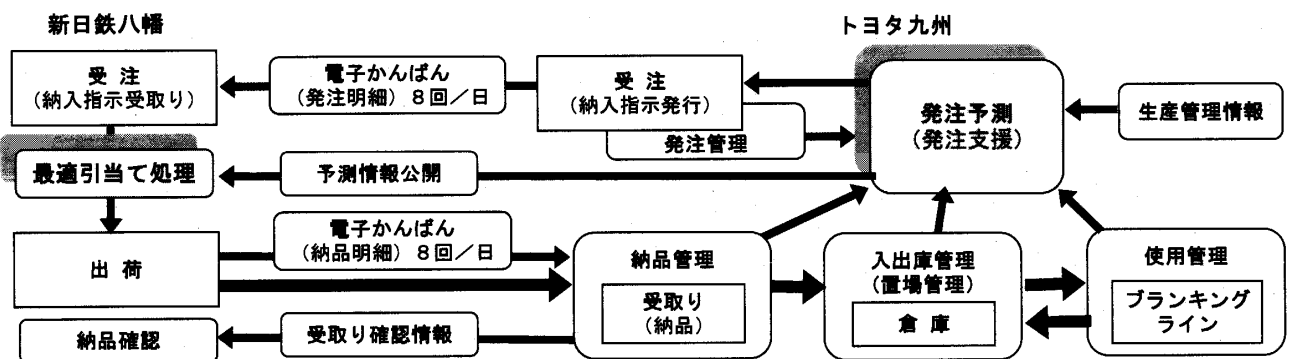 新日鉄八幡
トヨタ九州
受 注
(納入指示受取り)
電子かんばん
(発注明細) 8回/日
受 注
(納入指示発行)
発注管理
発注予測
(発注支援)
生産管理情報
最適引当て処理
予測情報公開
出 荷
電子かんばん
(納品明細) 8回/日
納品管理
受取り
(納品)
入出庫管理
(置場管理)
倉 庫
使用管理
ブランキング
ライン
納品確認
受取り確認情報